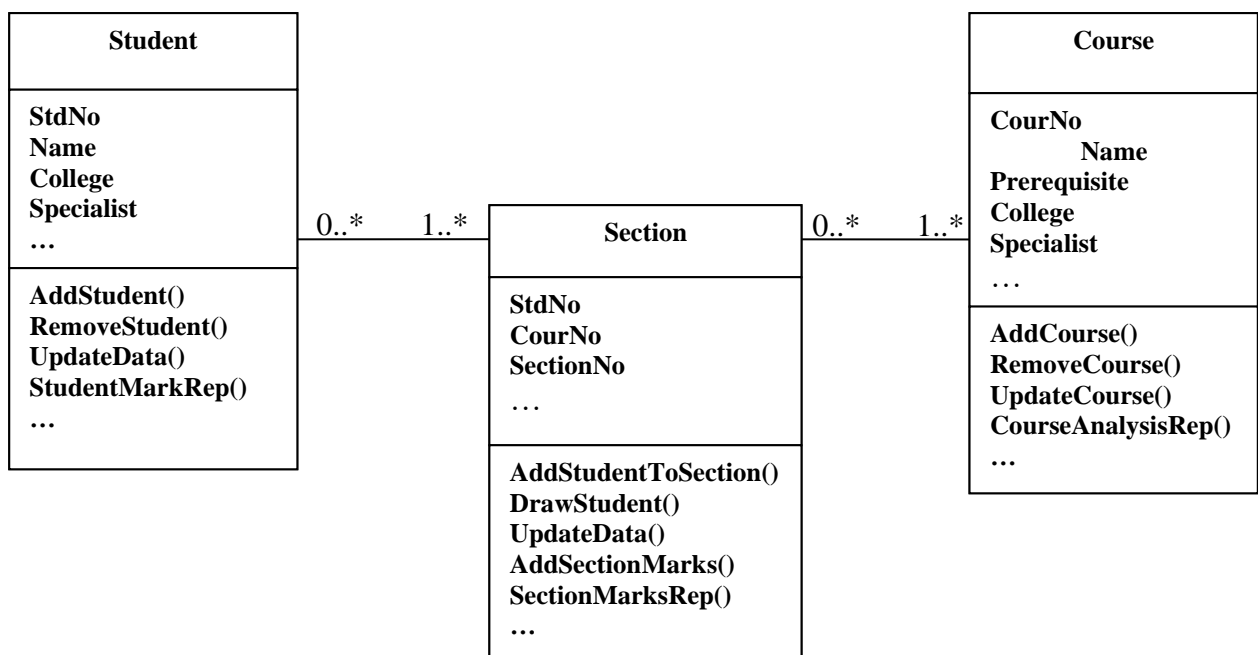 Student
StdNo
Name
College
Specialist
…
AddStudent()
RemoveStudent()
UpdateData()
StudentMarkRep()
…
0..* 1..*
Section
StdNo
CourNo
SectionNo
…
AddStudentToSection()
DrawStudent()
UpdateData()
AddSectionMarks()
SectionMarksRep()
…
0..* 1..*
Course
CourNo
Name
Prerequisite
College
Specialist
…
AddCourse()
RemoveCourse()
UpdateCourse()
CourseAnalysisRep()
…